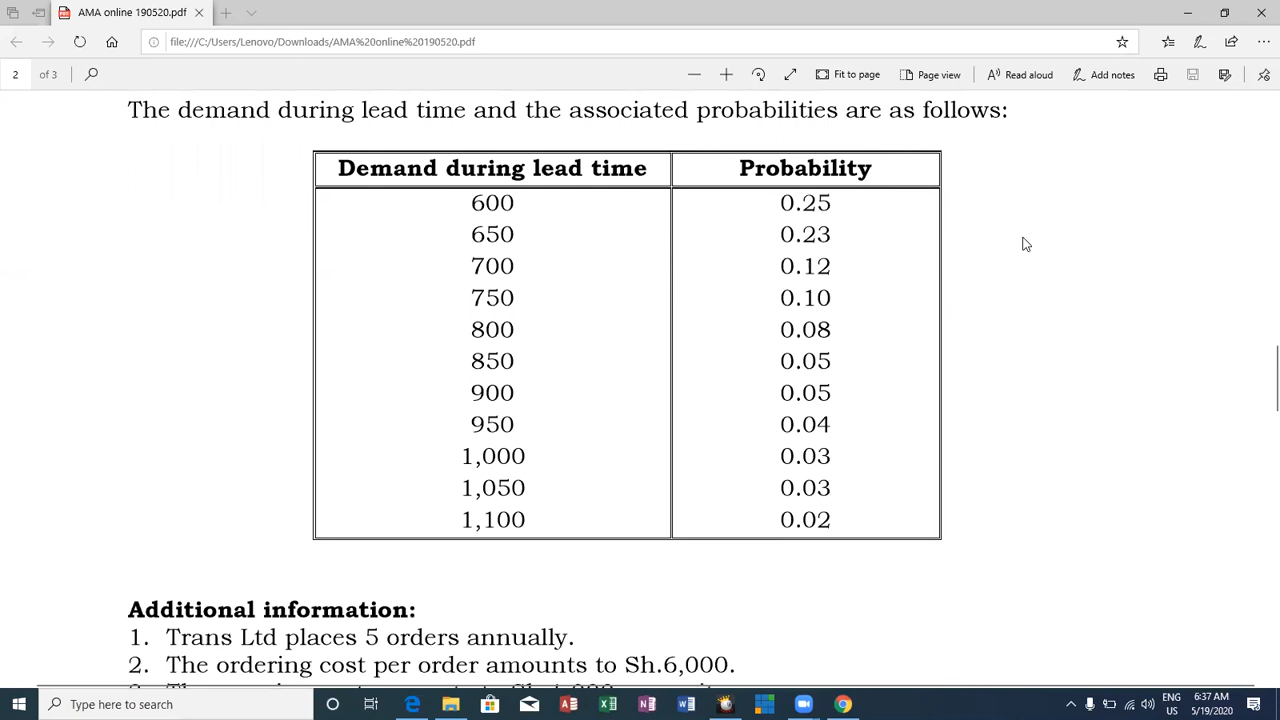 AMA online 190520.pdf
file:///C:/Users/Lenovo/Downloads/AMA%20online%20190520.pdf
2 of 3 Fit to page Page view Read aloud Add notes
The demand during lead time and the associated probabilities are as follows:
Demand during lead time Probability
600 0.25
650 0.23
700 0.12
750 0.10
800 0.08
850 0.05
900 0.05
950 0.04
1,000 0.03
1,050 0.03
1,100 0.02
Additional information:
1. Trans Ltd places 5 orders annually.
2. The ordering cost per order amounts to Sh.6,000.
Type here to search
ENG
US
6:37 AM
5/19/2020